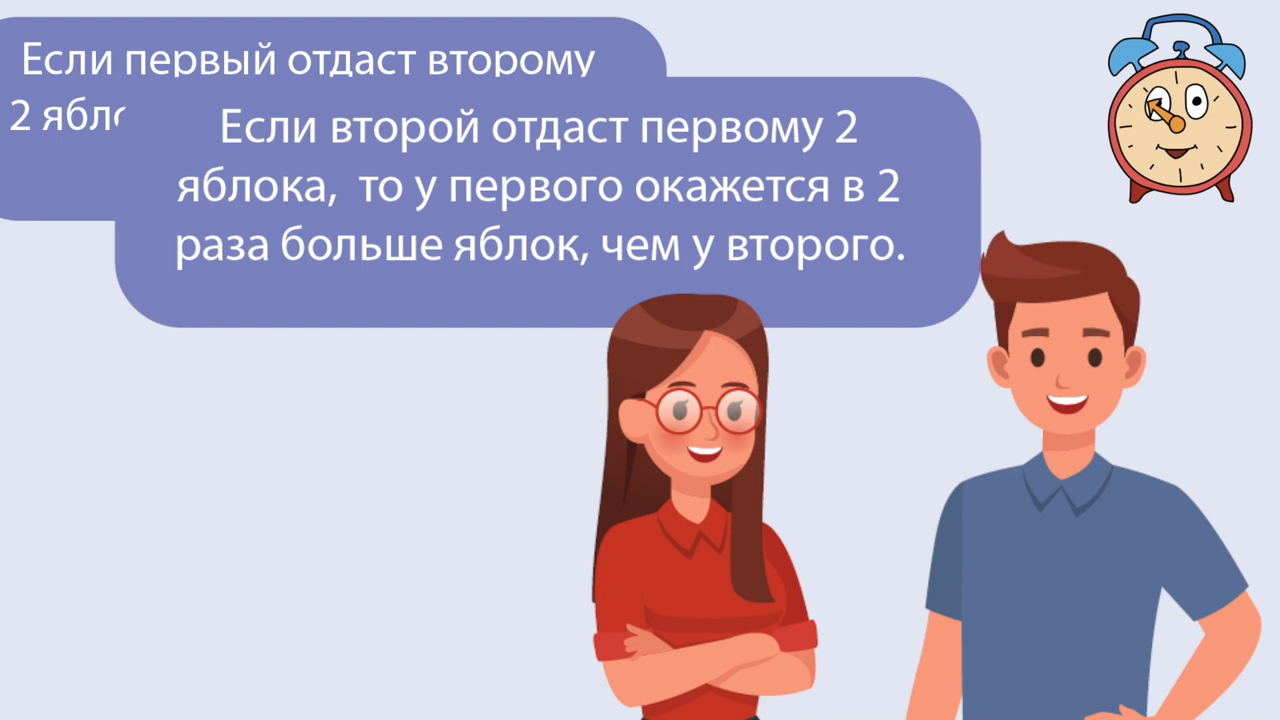 Если первый отдаст второму
2
Если второй отдаст первому 2
яблока, то у первого окажется в 2
раза больше яблок, чем у второго.